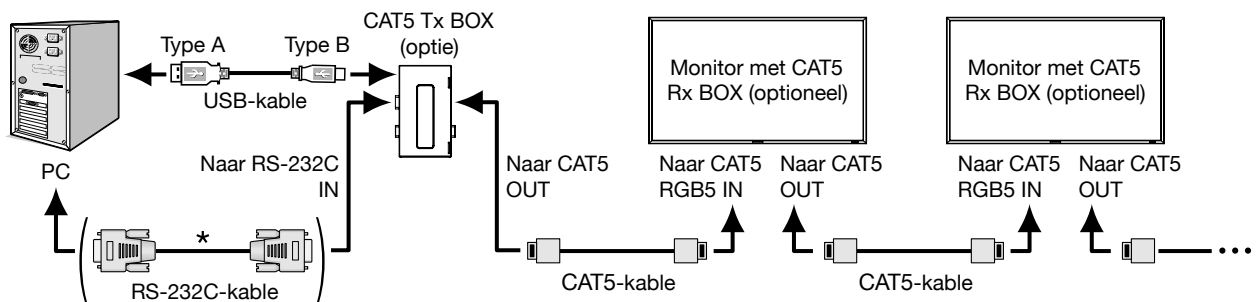 CAT5 Tx BOX
(optie)
Type A
Type B
USB-kable
Monitor met CAT5
Rx BOX (optioneel)
Monitor met CAT5
Rx BOX (optioneel)
PC
Naar RS-232C
IN
Naar CAT5
OUT
Naar CAT5
RGB5 IN
Naar CAT5
OUT
Naar CAT5
RGB5 IN
Naar CAT5
OUT
*
RS-232C-kable
CAT5-kable
CAT5-kable